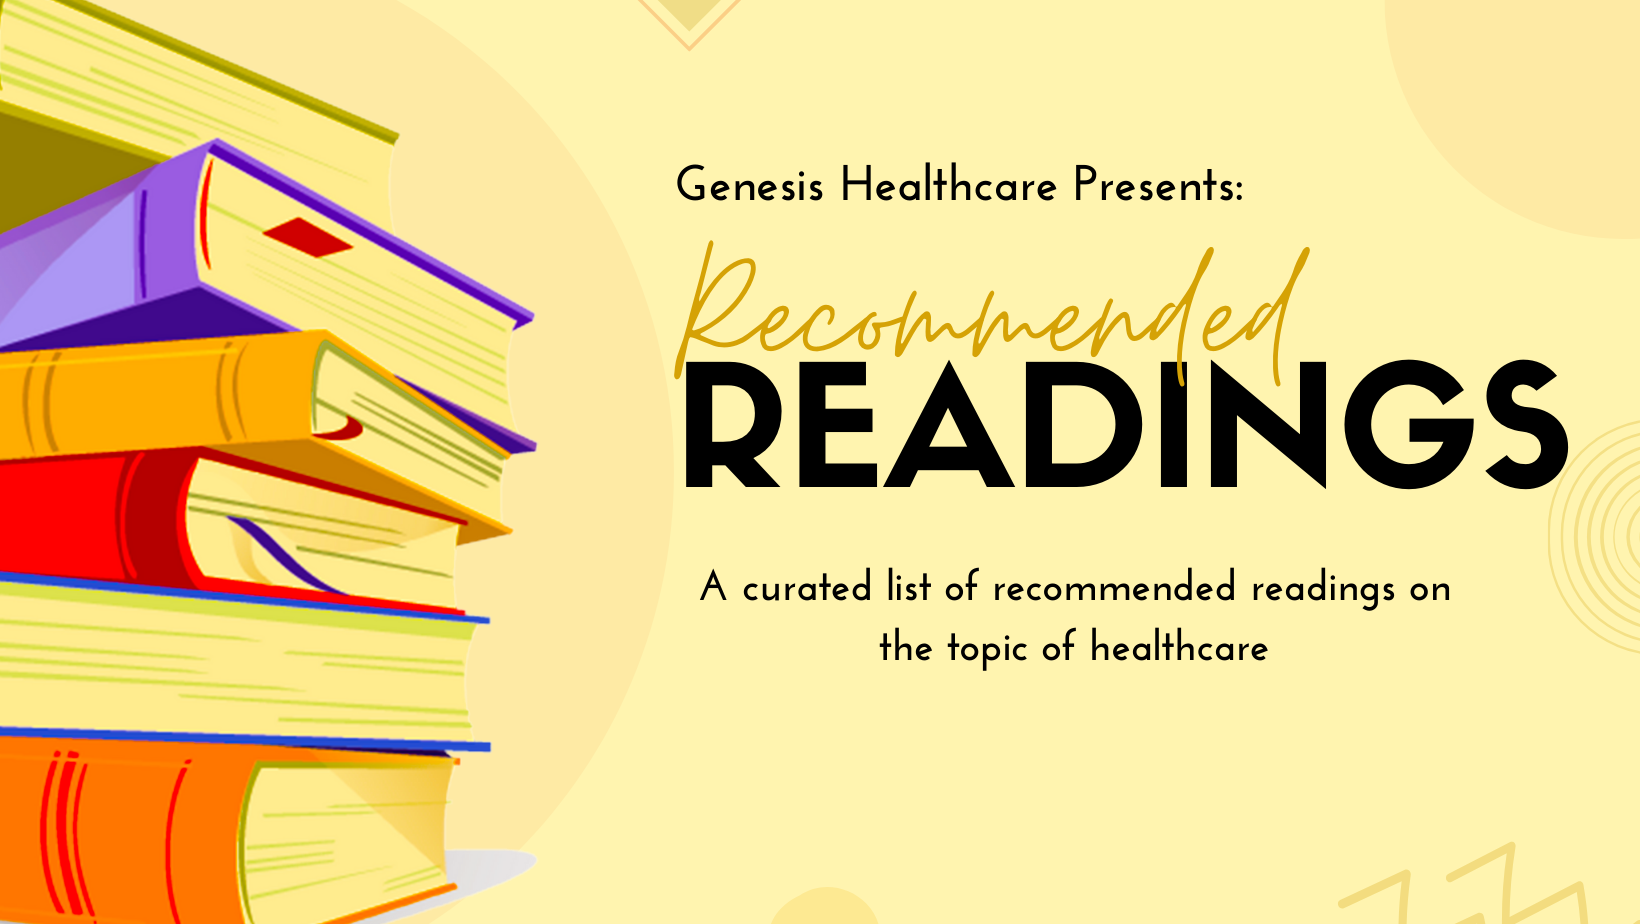 Genesis Healthcare Presents:
Recommended
READINGS
A curated list of recommended readings on
the topic of healthcare